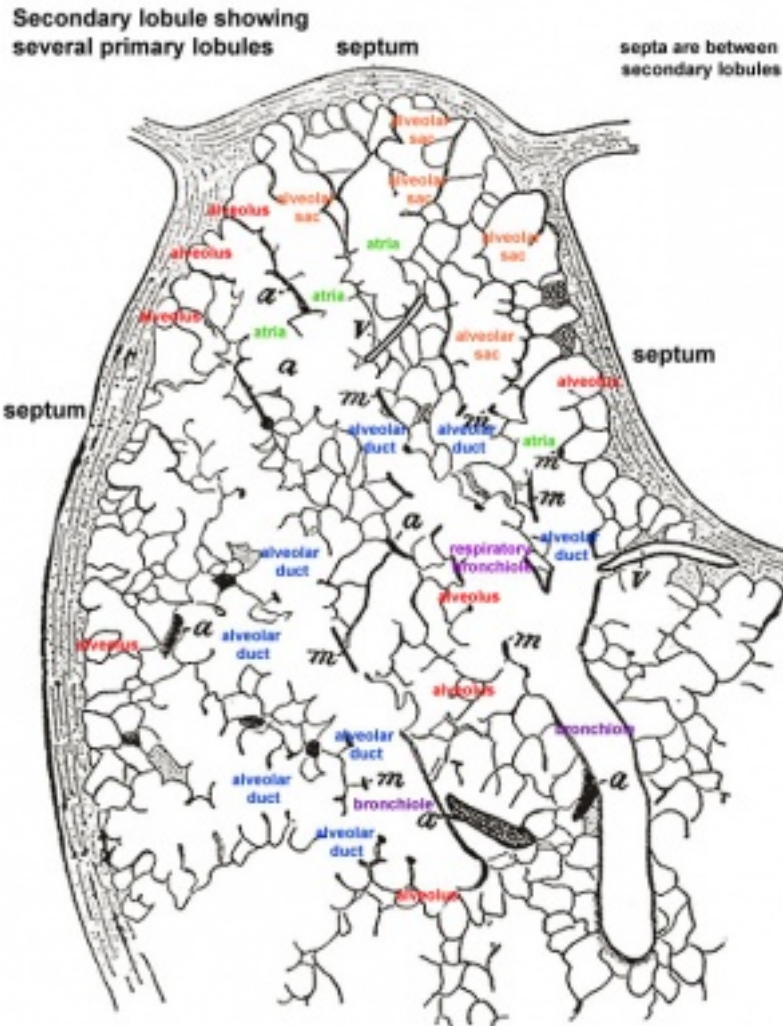 Secondary lobule showing
several primary lobules
septum
septa are between
secondary lobules
alveolar
sac
alveolar
sac
alveolar
sac
alveolus
alveolar
sac
atria
alveolus
a
atria
alveolus
atria
V
alveolar
sac
septum
a
alveolus
septum
m
m
alveolar
duct
alveolar
duct
atria
m
m
a
respiratory
bronchiole
alveolar
duct
alveolar
duct
V
alveolus
a
alveolar
duct
alveolus
m
m
alveolus
bronchiole
alveolar
duct
alveolar
duct
m
a
bronchiole
a
alveolar
duct
alveolus